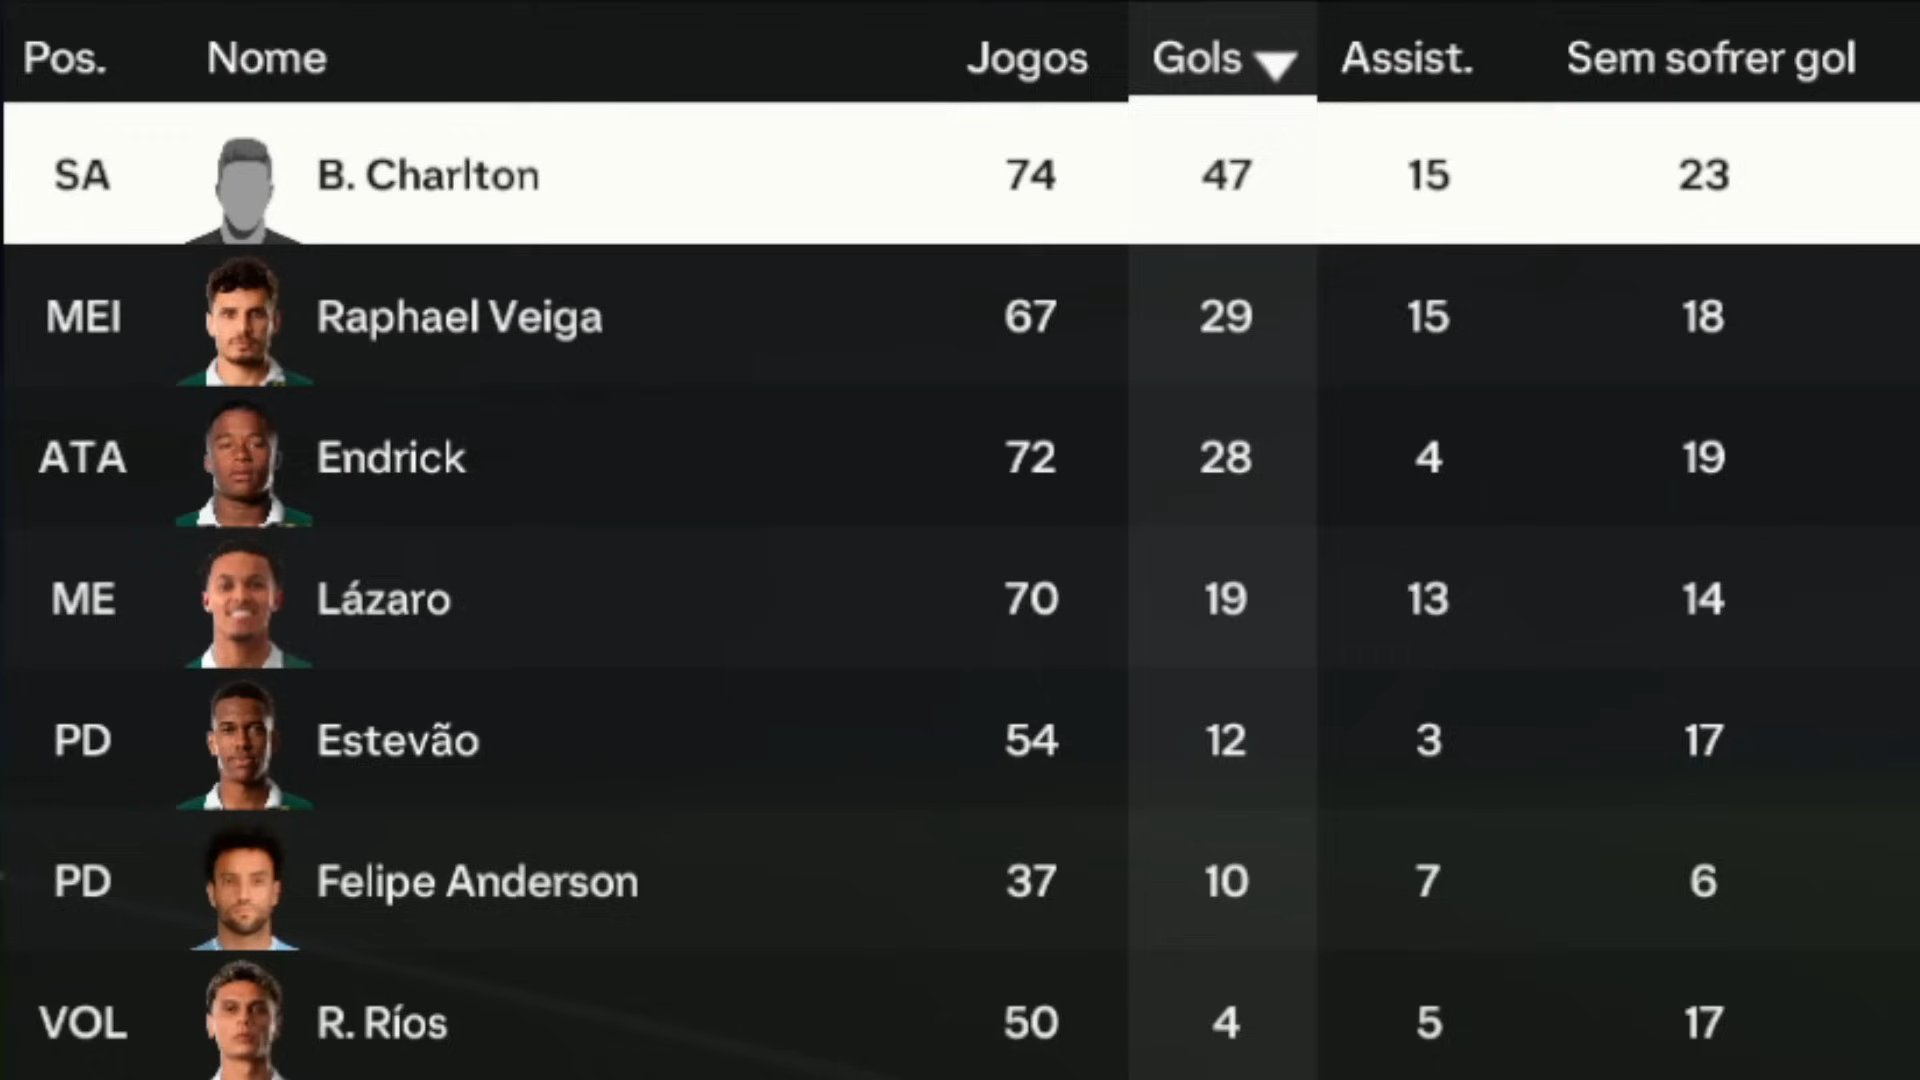 Pos. Nome Jogos Gols Assist. Sem sofrer gol
SA B. Charlton 74 47 15 23
MEI Raphael Veiga 67 29 15 18
ATA Endrick 72 28 4 19
ME Lázaro 70 19 13 14
PD Estevão 54 12 3 17
PD Felipe Anderson 37 10 7 6
VOL R. Ríos 50 4 5 17